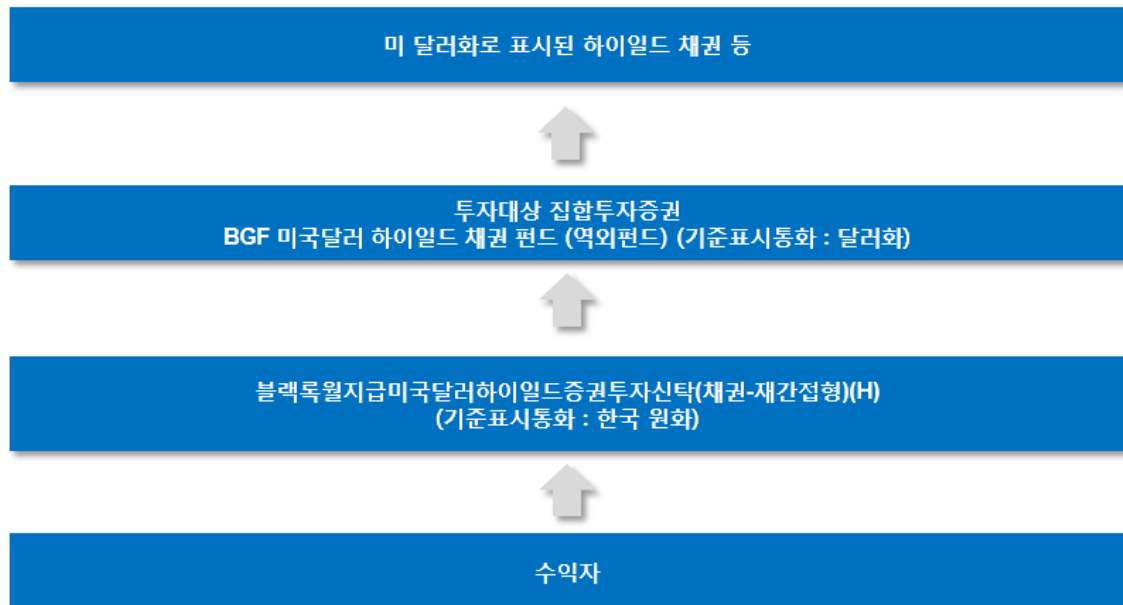 미 달러화로 표시된 하이일드 채권 등
투자대상 집합투자증권
BGF 미국달러 하이일드 채권 펀드 (역외펀드) (기준표시통화 : 달러화)
블랙록월지급미국달러하이일드증권투자신탁(채권-재간접형)(H)
(기준표시통화 : 한국 원화)
수익자